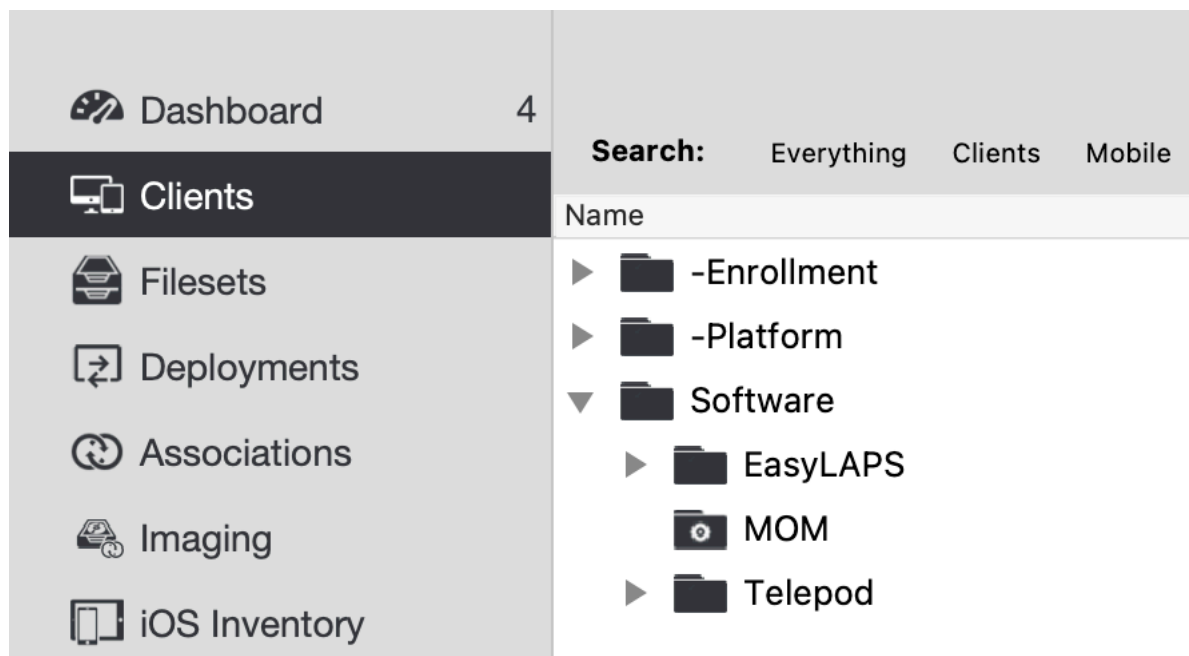 Dashboard 4
Clients
Filesets
Deployments
Associations
Imaging
iOS Inventory
Search: Everything Clients Mobile
Name
-Enrollment
-Platform
Software
EasyLAPS
MOM
Telepod